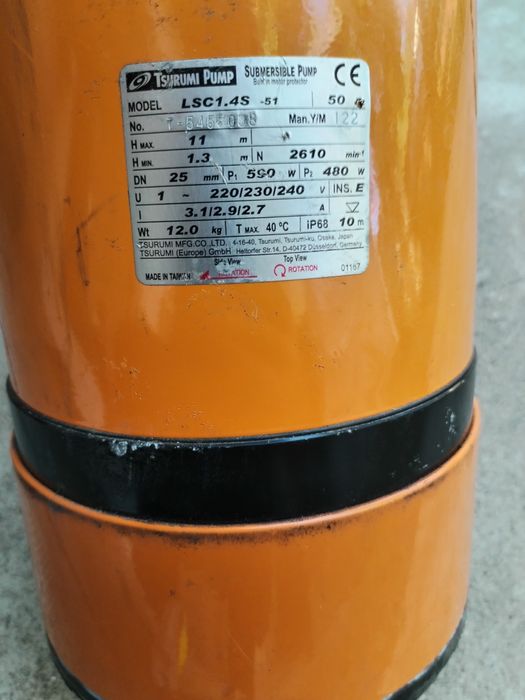 TSURUMI PUMP SUBMERSIBLE PUMP
Built in motor protector CE
MODEL LSC1.4S -51 50
No. Man.Y/M 122
H MAX. 11 m
H MIN. 1.3 m N 2610 min-1
DN 25 mm P1 590 W P2 480 W
U 1 ~ 220/230/240 V INS. E
I 3.1/2.9/2.7 A
Wt 12.0 kg T MAX. 40 °C IP68 10 m
TSURUMI MFG.CO.,LTD. 4-16-40, Tsurumi, Tsurumi-ku, Osaka, Japan
TSURUMI (Europe) GmbH Heltorfer Str.14, D-40472 Düsseldorf, Germany
Side View Top View
MADE IN TAIWAN ROTATION 01167